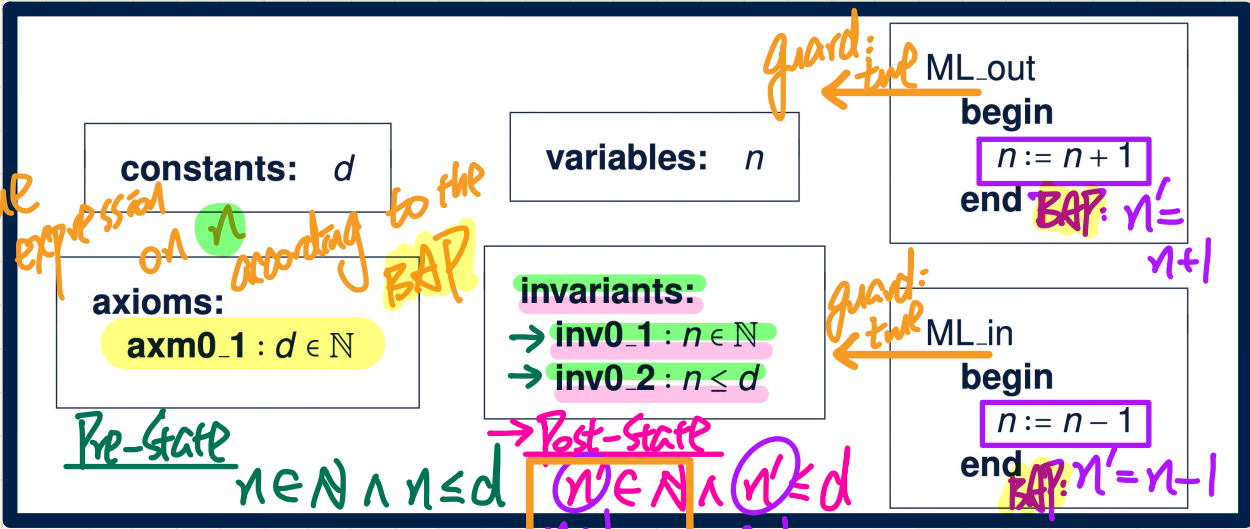 guard:
true
ML_out
begin
n := n + 1
end BAP: n' =
n+1
constants: d
variables: n
expression
on n according to the
BAP
axioms:
axm0_1 : d ∈ ℕ
invariants:
→ inv0_1 : n ∈ ℕ
→ inv0_2 : n ≤ d
guard:
true
ML_in
begin
n := n − 1
end
BAP: n' = n-1
Pre-State
n ∈ ℕ ∧ n ≤ d
→ Post-State
n' ∈ ℕ ∧ n' ≤ d